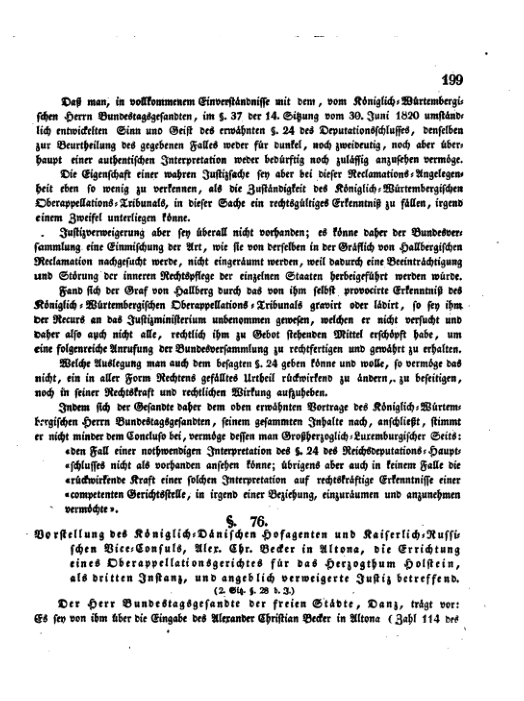 199
Daß man, in vollkommenem Einverständnisse mit dem, vom Königlich-Würtembergi-
schen Herrn Bundestagsgesandten, im §. 37 der 14. Sitzung vom 30. Juni 1820 umständ-
lich entwickelten Sinn und Geist des erwähnten §. 24 des Deputationsschlusses, denselben
zur Beurtheilung des gegebenen Falles weder für dunkel, noch zweideutig, noch aber über-
haupt einer authentischen Interpretation weder bedürftig noch zulässig anzusehen vermöge.
Die Eigenschaft einer wahren Justizsache sey aber bei dieser Reclamations-Angelegen-
heit eben so wenig zu verkennen, als die Zuständigkeit des Königlich-Würtembergischen
Oberappellations-Tribunals, in dieser Sache ein rechtsgültiges Erkenntniß zu fällen, irgend
einem Zweifel unterliegen könne.
Justizverweigerung aber sey überall nicht vorhanden; es könne daher der Bundesver-
sammlung eine Einmischung der Art, wie sie von derselben in der Gräflich von Hallbergischen
Reclamation nachgesucht werde, nicht eingeräumt werden, weil dadurch eine Beeinträchtigung
und Störung der inneren Rechtspflege der einzelnen Staaten herbeigeführt werden würde.
Fand sich der Graf von Hallberg durch das von ihm selbst provocirte Erkenntniß des
Königlich-Würtembergischen Oberappellations-Tribunals gravirt oder lädirt, so sey ihm
der Recurs an das Justizministerium unbenommen gewesen, welchen er nicht versucht und
daher also auch nicht alle, rechtlich ihm zu Gebot stehenden Mittel erschöpft habe, um
eine folgenreiche Anrufung der Bundesversammlung zu rechtfertigen und gewährt zu erhalten.
Welche Auslegung man auch dem besagten §. 24 geben könne und wolle, so vermöge das
nicht, ein in aller Form Rechtens gefälltes Urtheil rückwirkend zu ändern, zu beseitigen,
noch in seiner Rechtskraft und rechtlichen Wirkung aufzuheben.
Indem sich der Gesandte daher dem oben erwähnten Vortrage des Königlich-Würtem-
bergischen Herrn Bundestagsgesandten, seinem gesammten Inhalte nach, anschließt, stimmt
er nicht minder dem Concluso bei, vermöge dessen man Großherzoglich-Luxemburgischer Seits:
«den Fall einer nothwendigen Interpretation des §. 24 des Reichsdeputations-Haupt-
«schlusses nicht als vorhanden ansehen könne; übrigens aber auch in keinem Falle die
«rückwirkende Kraft einer solchen Interpretation auf rechtskräftige Erkenntnisse einer
«competenten Gerichtsstelle, in irgend einer Beziehung, einzuräumen und anzunehmen
vermöchte».
§. 76.
Vorstellung des Königlich-Dänischen Hofagenten und Kaiserlich-Russi-
schen Vice-Consuls, Alex. Chr. Becker in Altona, die Errichtung
eines Oberappellationsgerichtes für das Herzogthum Holstein,
als dritten Instanz, und angeblich verweigerte Justiz betreffend.
(2. Sitz. §. 28 d. J.)
Der Herr Bundestagsgesandte der freien Städte, Danz, trägt vor:
Es sey von ihm über die Eingabe des Alexander Christian Becker in Altona (Zahl 114 des